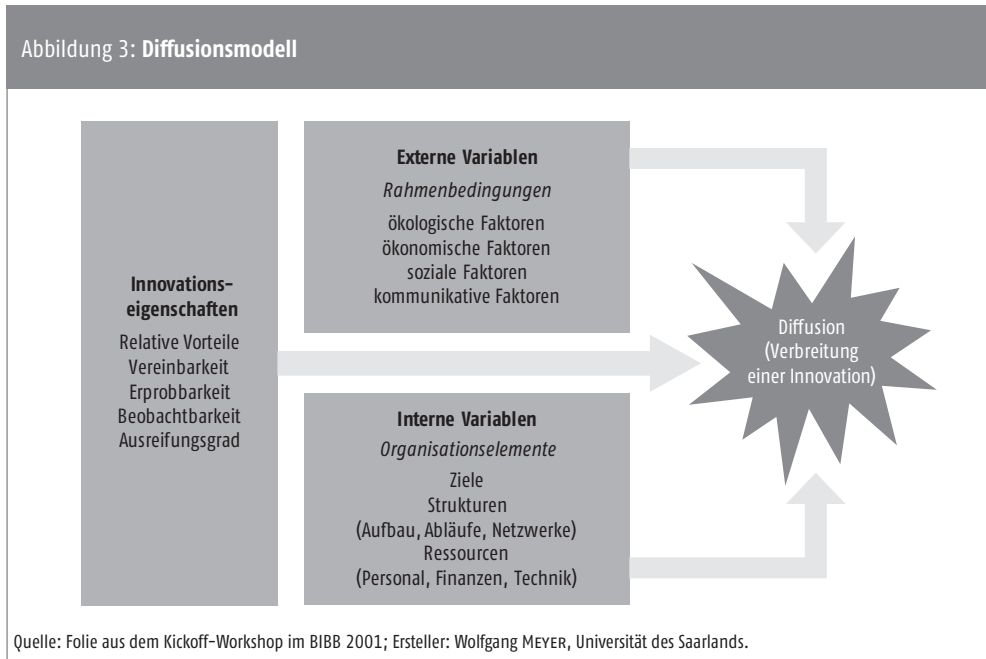 Abbildung 3: Diffusionsmodell
Innovations-
eigenschaften
Relative Vorteile
Vereinbarkeit
Erprobbarkeit
Beobachtbarkeit
Ausreifungsgrad
Externe Variablen
Rahmenbedingungen
ökologische Faktoren
ökonomische Faktoren
soziale Faktoren
kommunikative Faktoren
Interne Variablen
Organisationselemente
Ziele
Strukturen
(Aufbau, Abläufe, Netzwerke)
Ressourcen
(Personal, Finanzen, Technik)
Diffusion
(Verbreitung
einer Innovation)
Quelle: Folie aus dem Kickoff-Workshop im BIBB 2001; Ersteller: Wolfgang MEYER, Universität des Saarlands.